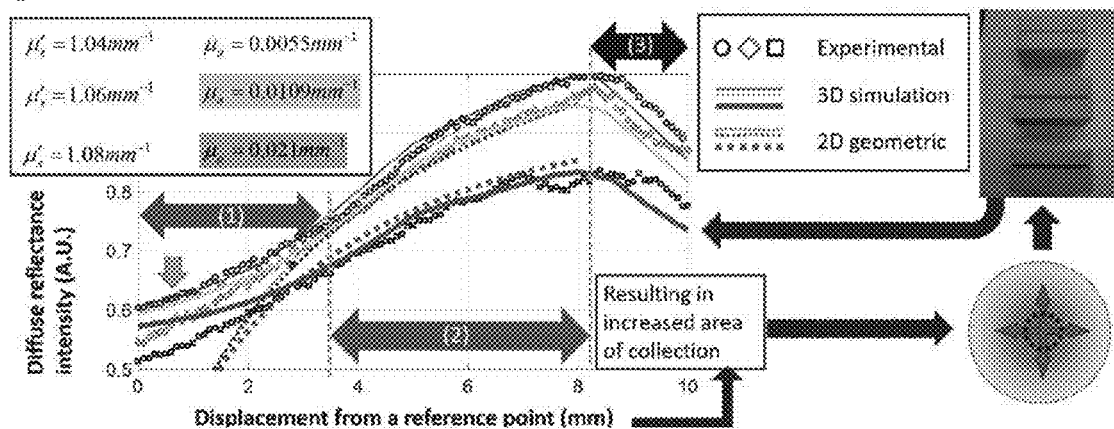 μ′s = 1.04mm⁻¹ μa = 0.0055mm⁻¹
μ′s = 1.06mm⁻¹ μa = 0.0109mm⁻¹
μ′s = 1.08mm⁻¹ μa = 0.021mm⁻¹
(3)
Experimental
3D simulation
2D geometric
0.8
(1)
0.7
0.6
0.5
Diffuse reflectance
intensity (A.U.)
(2)
Resulting in
increased area
of collection
0 2 4 6 8 10
Displacement from a reference point (mm)